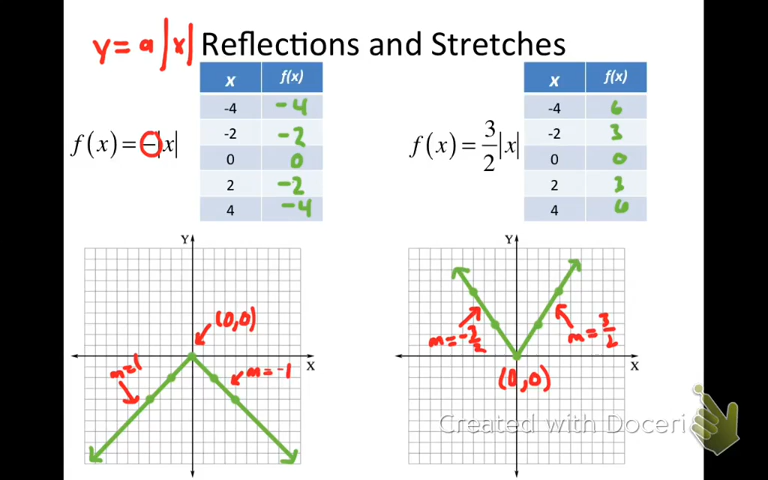 y = a|x| Reflections and Stretches
x f(x)
-4 -4
-2 -2
0 0
2 -2
4 -4
f(x) = -|x|
x f(x)
-4 6
-2 3
0 0
2 3
4 6
f(x) = 3/2|x|
Y
(0,0)
m=1
m=-1
X
Y
m=-3/2
m=3/2
X
(0,0)
Created with Doceri